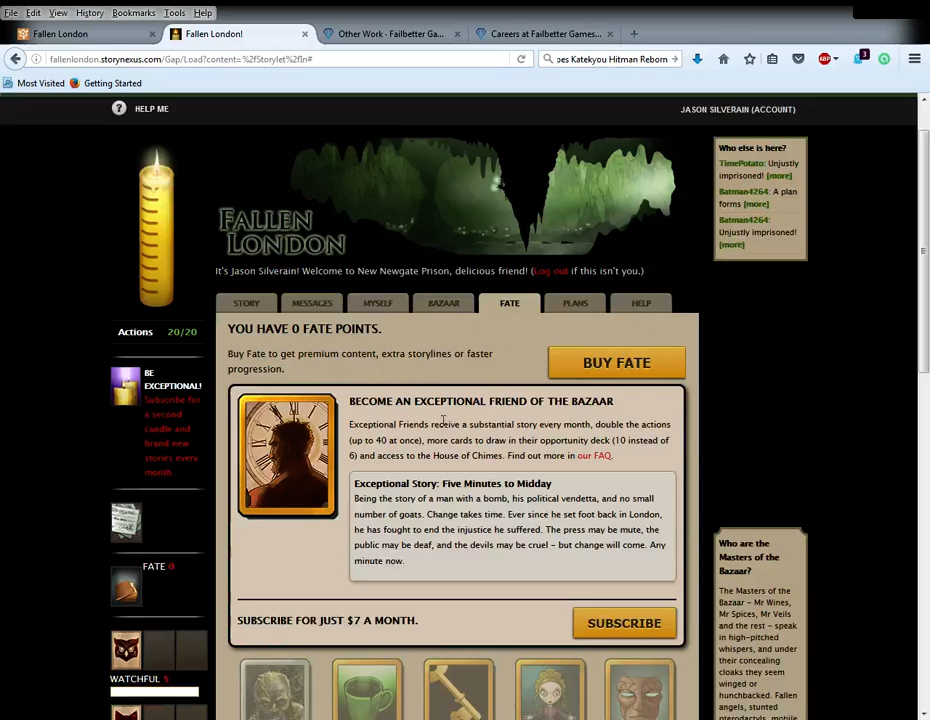 File Edit View History Bookmarks Tools Help
Fallen London × Fallen London! × Other Work - Failbetter Ga... × Careers at Failbetter Games... × +
fallenlondon.storynexus.com/Gap/Load?content=%2fStorylet%2fIn# pes Katekyou Hitman Reborn 3
Most Visited Getting Started
? HELP ME
JASON SILVERAIN (ACCOUNT)
FALLEN
LONDON
It's Jason Silverain! Welcome to New Newgate Prison, delicious friend! (Log out if this isn't you.)
STORY MESSAGES MYSELF BAZAAR FATE PLANS HELP
Actions 20/20
BE
EXCEPTIONAL!
Subscribe for
a second
candle and
brand new
stories every
month
FATE 0
WATCHFUL 5
YOU HAVE 0 FATE POINTS.
Buy Fate to get premium content, extra storylines or faster
progression.
BUY FATE
BECOME AN EXCEPTIONAL FRIEND OF THE BAZAAR
Exceptional Friends receive a substantial story every month, double the actions
(up to 40 at once), more cards to draw in their opportunity deck (10 instead of
6) and access to the House of Chimes. Find out more in our FAQ.
Exceptional Story: Five Minutes to Midday
Being the story of a man with a bomb, his political vendetta, and no small
number of goats. Change takes time. Ever since he set foot back in London,
he has fought to end the injustice he suffered. The press may be mute, the
public may be deaf, and the devils may be cruel – but change will come. Any
minute now.
SUBSCRIBE FOR JUST $7 A MONTH.
SUBSCRIBE
Who else is here?
TimePotato: Unjustly
imprisoned! [more]
Batman4264: A plan
forms [more]
Batman4264:
Unjustly imprisoned!
[more]
Who are the
Masters of the
Bazaar?
The Masters of the
Bazaar – Mr Wines,
Mr Spices, Mr Veils
and the rest – speak
in high-pitched
whispers, and under
their concealing
cloaks they seem
winged or
hunchbacked. Fallen
angels, stunted
pterodactyls, mobile